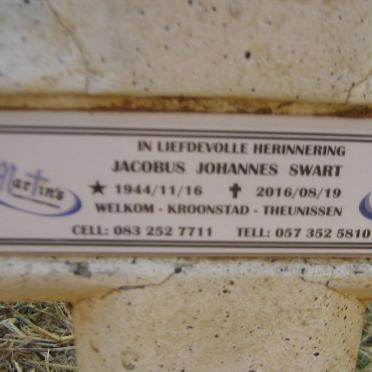 IN LIEFDEVOLLE HERINNERING
JACOBUS JOHANNES SWART
★ 1944/11/16 ✝ 2016/08/19
Martin's
WELKOM - KROONSTAD - THEUNISSEN
CELL: 083 252 7711 TELL: 057 352 5810